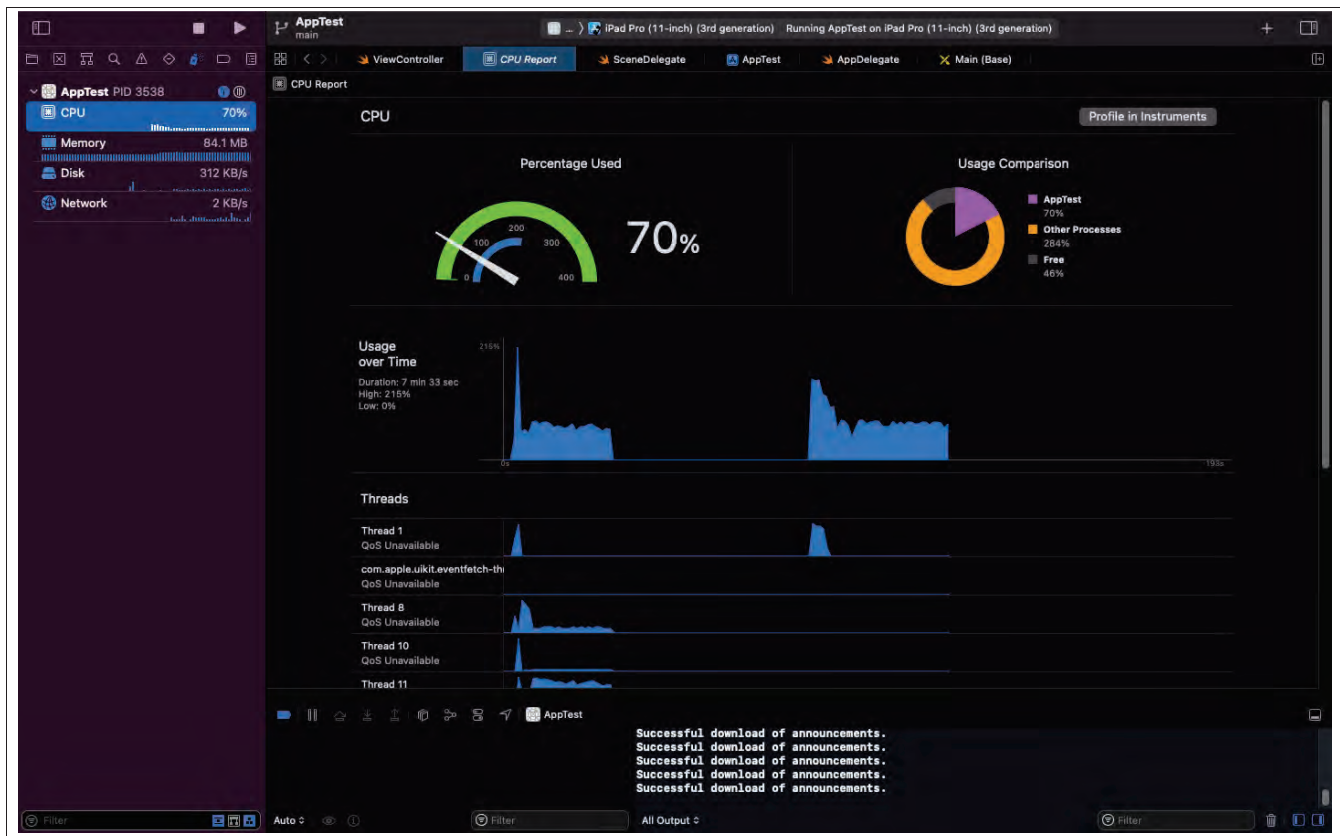 AppTest
main
... 〉 iPad Pro (11-inch) (3rd generation) Running AppTest on iPad Pro (11-inch) (3rd generation)
ViewController
CPU Report
SceneDelegate
AppTest
AppDelegate
Main (Base)
AppTest PID 3538
CPU 70%
Memory 84.1 MB
Disk 312 KB/s
Network 2 KB/s
CPU Report
CPU
Profile in Instruments
Percentage Used
0
100
200
300
400
70%
Usage Comparison
AppTest
70%
Other Processes
284%
Free
46%
Usage
over Time
Duration: 7 min 33 sec
High: 215%
Low: 0%
215%
0s
193s
Threads
Thread 1
QoS Unavailable
com.apple.uikit.eventfetch-thr
QoS Unavailable
Thread 8
QoS Unavailable
Thread 10
QoS Unavailable
Thread 11
AppTest
Successful download of announcements.
Successful download of announcements.
Successful download of announcements.
Successful download of announcements.
Successful download of announcements.
Filter
Auto
Filter
All Output
Filter